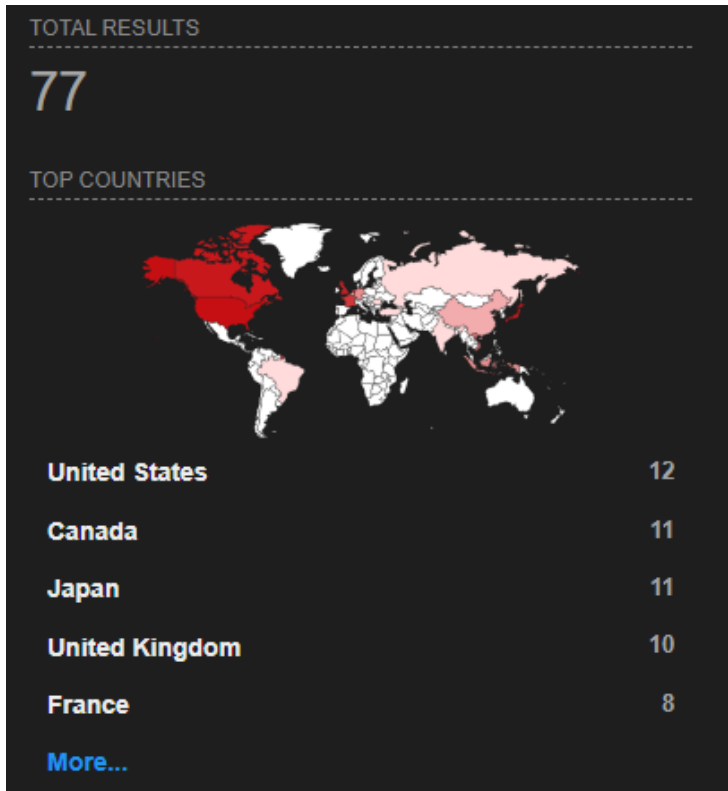 TOTAL RESULTS
77
TOP COUNTRIES
United States 12
Canada 11
Japan 11
United Kingdom 10
France 8
More...